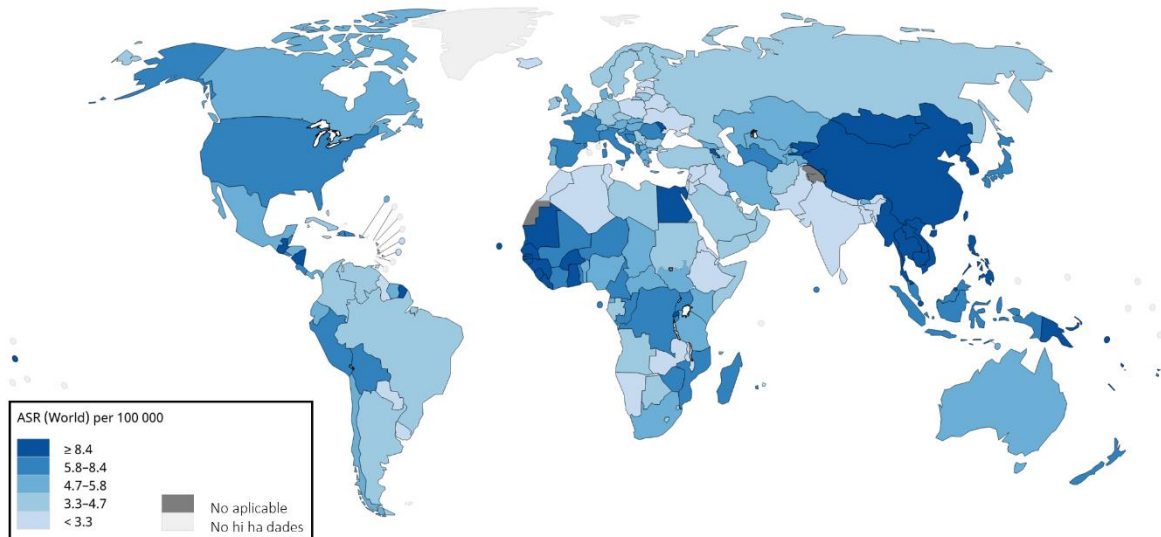 ASR (World) per 100 000
≥ 8.4
5.8–8.4
4.7–5.8
3.3–4.7
< 3.3
No aplicable
No hi ha dades